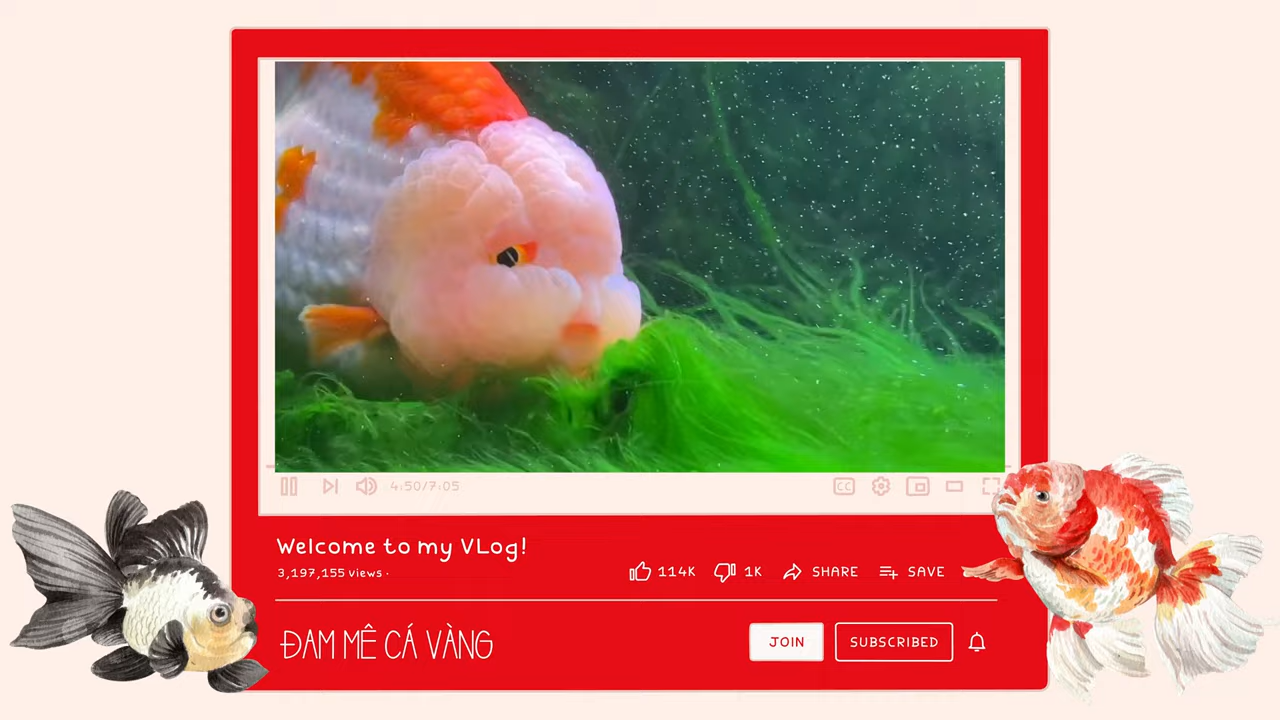 CC
4:50/7:05
Welcome to my VLog!
3,197,155 views ·
114K 1K SHARE SAVE
ĐAM MÊ CÁ VÀNG
JOIN SUBSCRIBED